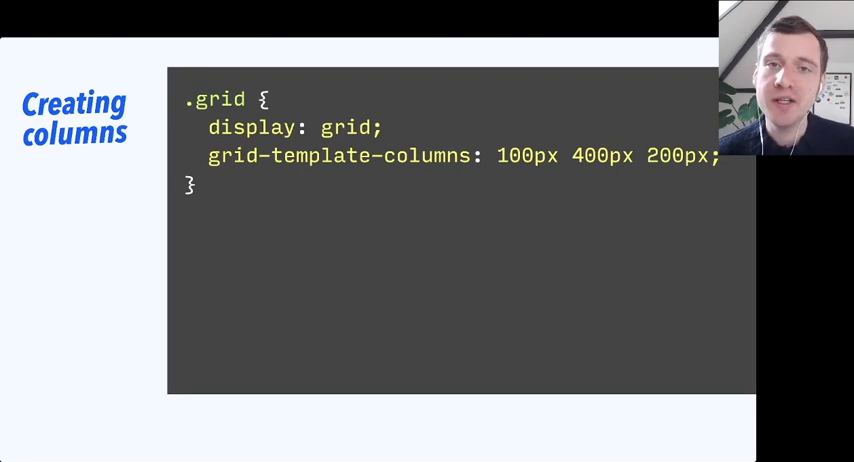 Creating
columns
.grid {
display: grid;
grid-template-columns: 100px 400px 200px;
}